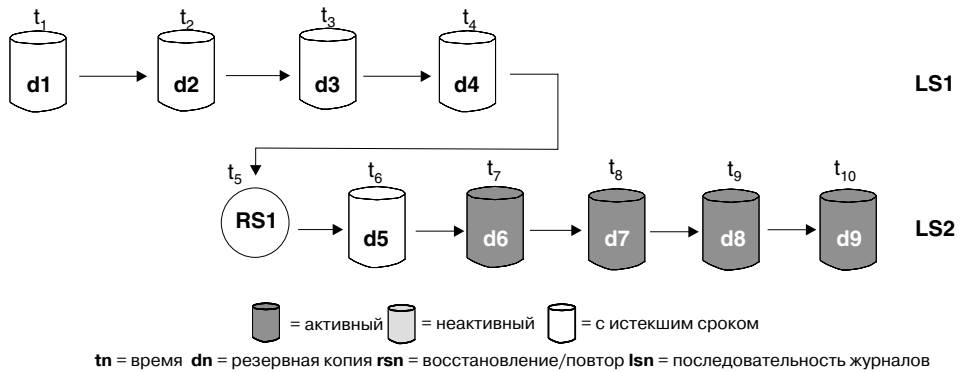 t1 t2 t3 t4
d1 d2 d3 d4 LS1
t5 t6 t7 t8 t9 t10
RS1 d5 d6 d7 d8 d9 LS2
= активный = неактивный = с истекшим сроком
tn = время dn = резервная копия rsn = восстановление/повтор lsn = последовательность журналов